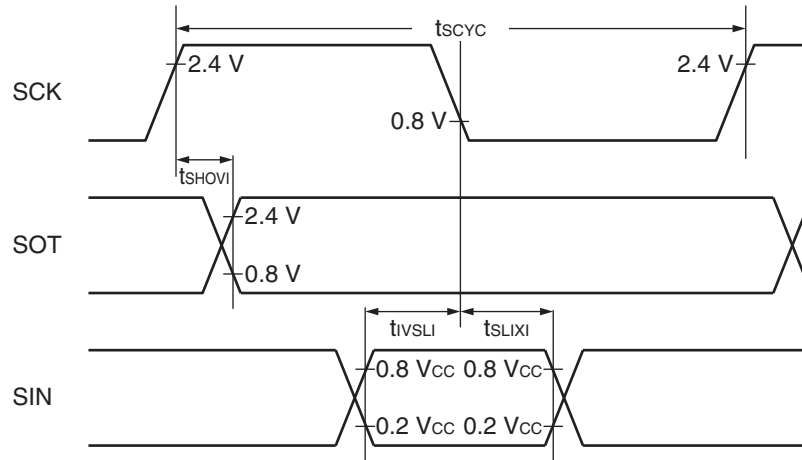 tSCYC
SCK
2.4 V
0.8 V
2.4 V
tSHOVI
SOT
2.4 V
0.8 V
tIVSLI
tSLIXI
SIN
0.8 VCC
0.8 VCC
0.2 VCC
0.2 VCC